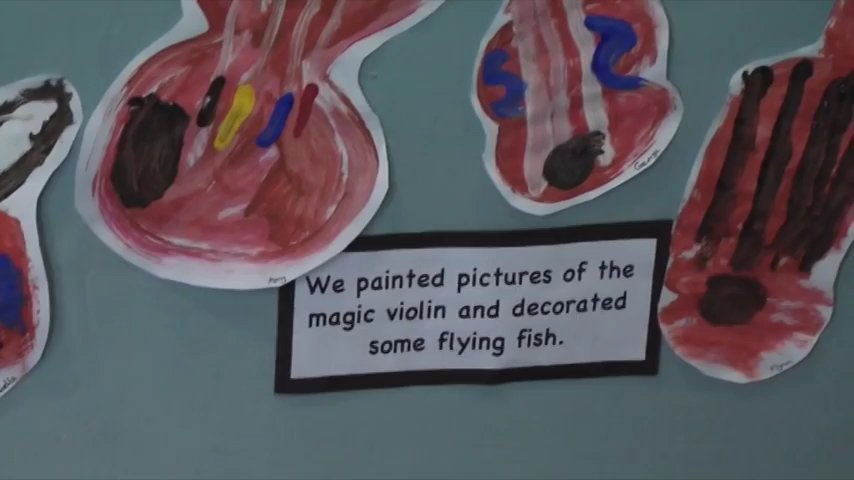 We painted pictures of the
magic violin and decorated
some flying fish.